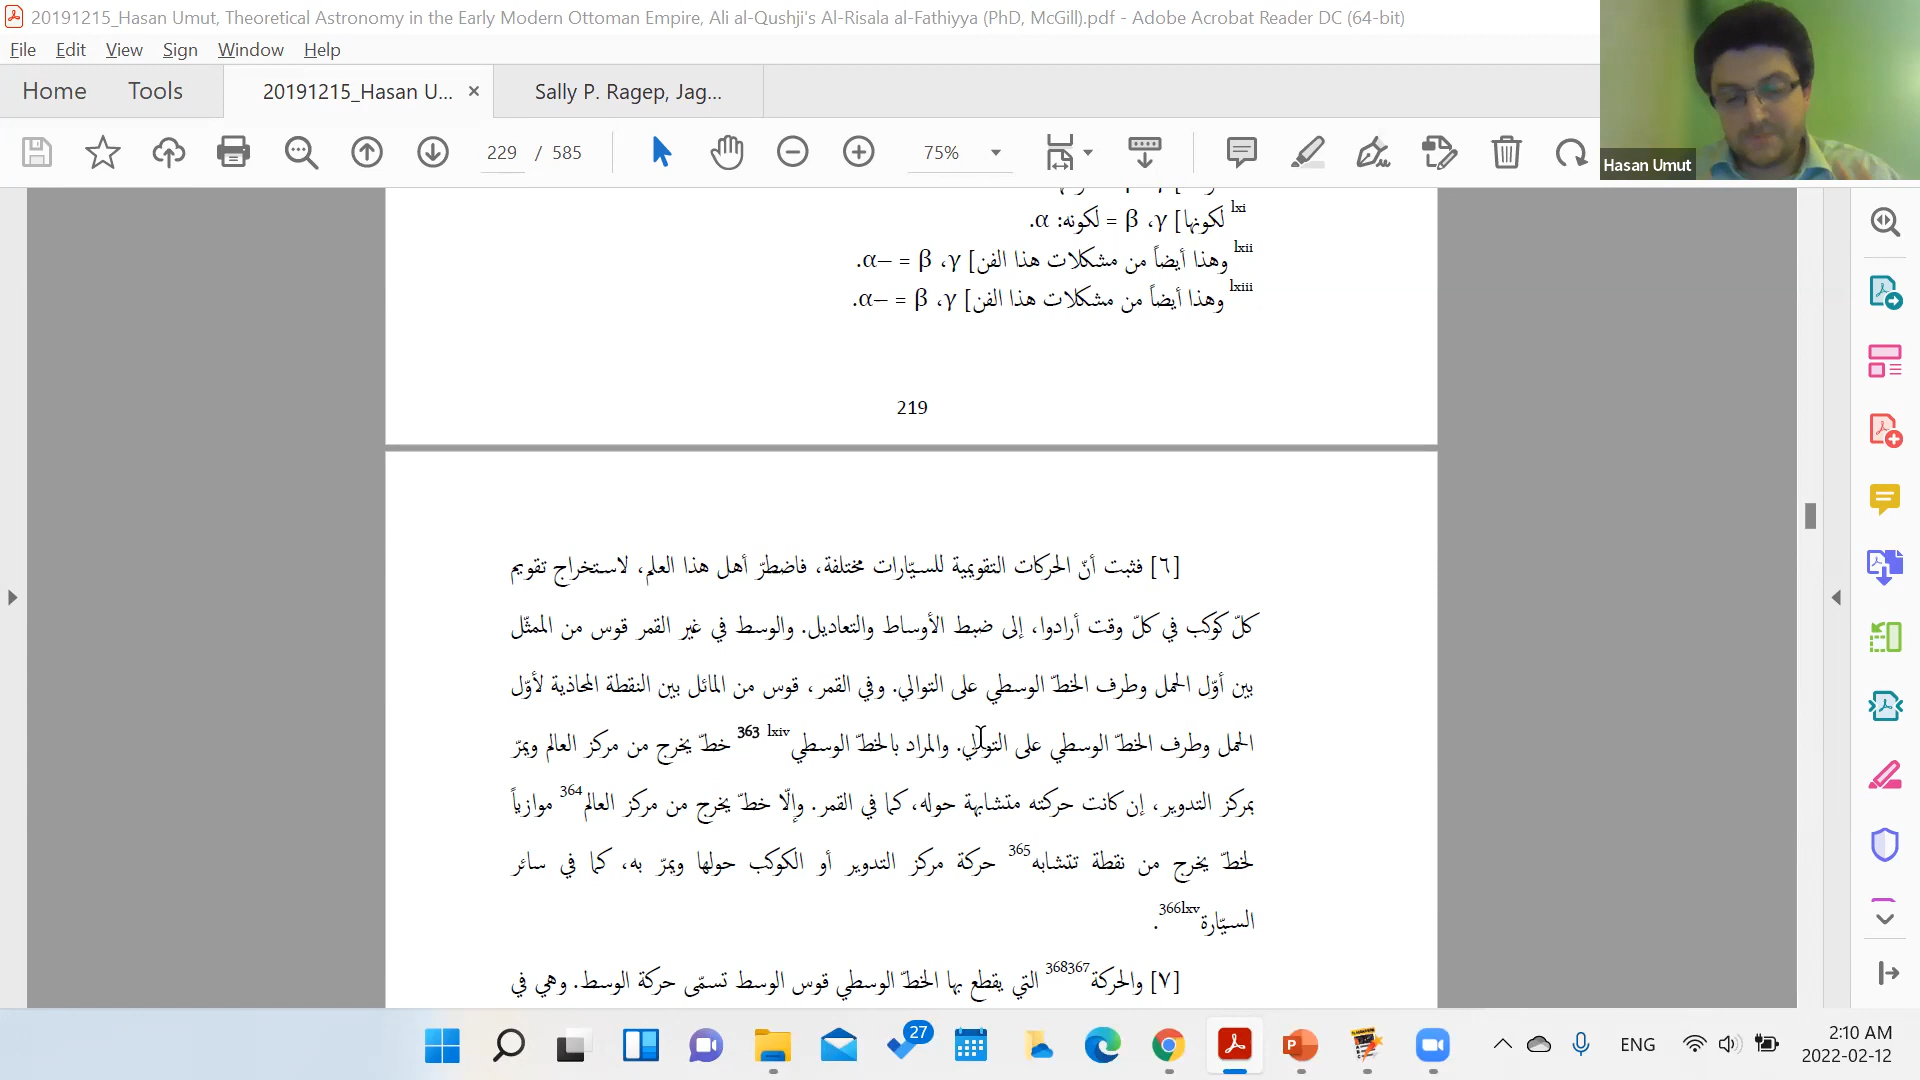 20191215_Hasan Umut, Theoretical Astronomy in the Early Modern Ottoman Empire, Ali al-Qushji's Al-Risala al-Fathiyya (PhD, McGill).pdf - Adobe Acrobat Reader DC (64-bit)
File Edit View Sign Window Help
Home Tools 20191215_Hasan U... × Sally P. Ragep, Jag...
229 / 585 75%
Hasan Umut
lxi لكونها] γ، β = لكونه: α.
lxii وهذا أيضاً من مشكلات هذا الفن] γ، β = –α.
lxiii وهذا أيضاً من مشكلات هذا الفن] γ، β = –α.
219
[٦] فثبت أنّ الحركات التقويمية للسيّارات مختلفة، فاضطرّ أهل هذا العلم، لاستخراج تقويم
كلّ كوكب في كلّ وقت أرادوا، إلى ضبط الأوساط والتعاديل. والوسط في غير القمر قوس من الممثّل
بين أوّل الحمل وطرف الخطّ الوسطي على التوالي. وفي القمر، قوس من المائل بين النقطة المحاذية لأوّل
الحمل وطرف الخطّ الوسطي على التوالي. والمراد بالخطّ الوسطي lxiv 363 خطّ يخرج من مركز العالم ويمرّ
بمركز التدوير، إن كانت حركته متشابهة حوله، كما في القمر. وإلّا خطّ يخرج من مركز العالم364 موازياً
لخطّ يخرج من نقطة تتشابه365 حركة مركز التدوير أو الكوكب حولها ويمرّ به، كما في سائر
السيّارة366lxv.
[٧] والحركة368367 التي يقطع بها الخطّ الوسطي قوس الوسط تسمّى حركة الوسط. وهي في
27
ENG
2:10 AM
2022-02-12